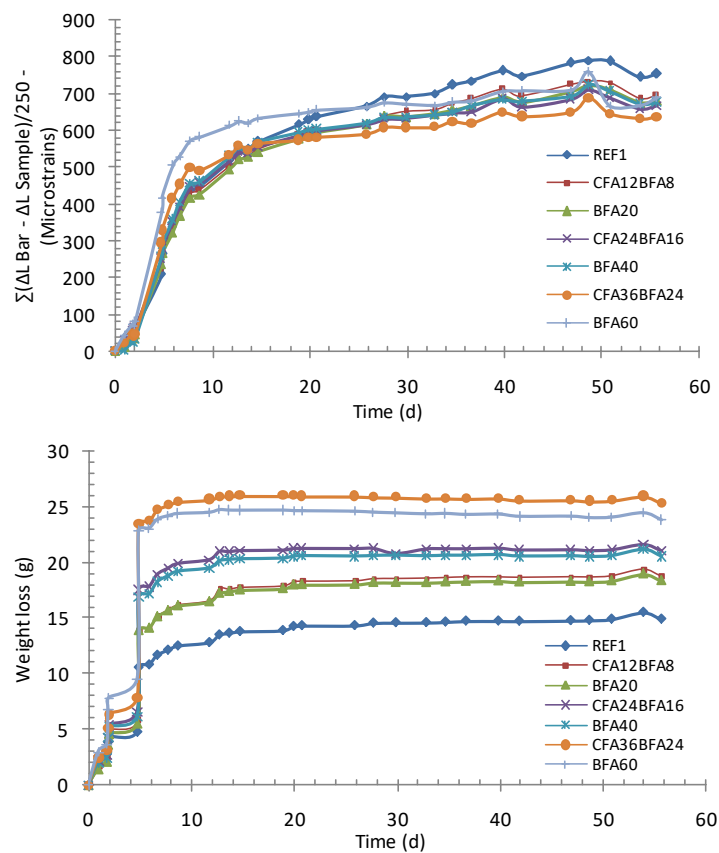 900
800
700
600
500
400
300
200
100
0
∑(ΔL Bar - ΔL Sample)/250 -
(Microstrains)
REF1
CFA12BFA8
BFA20
CFA24BFA16
BFA40
CFA36BFA24
BFA60
0 10 20 30 40 50 60
Time (d)
30
25
20
15
10
5
0
Weight loss (g)
REF1
CFA12BFA8
BFA20
CFA24BFA16
BFA40
CFA36BFA24
BFA60
0 10 20 30 40 50 60
Time (d)